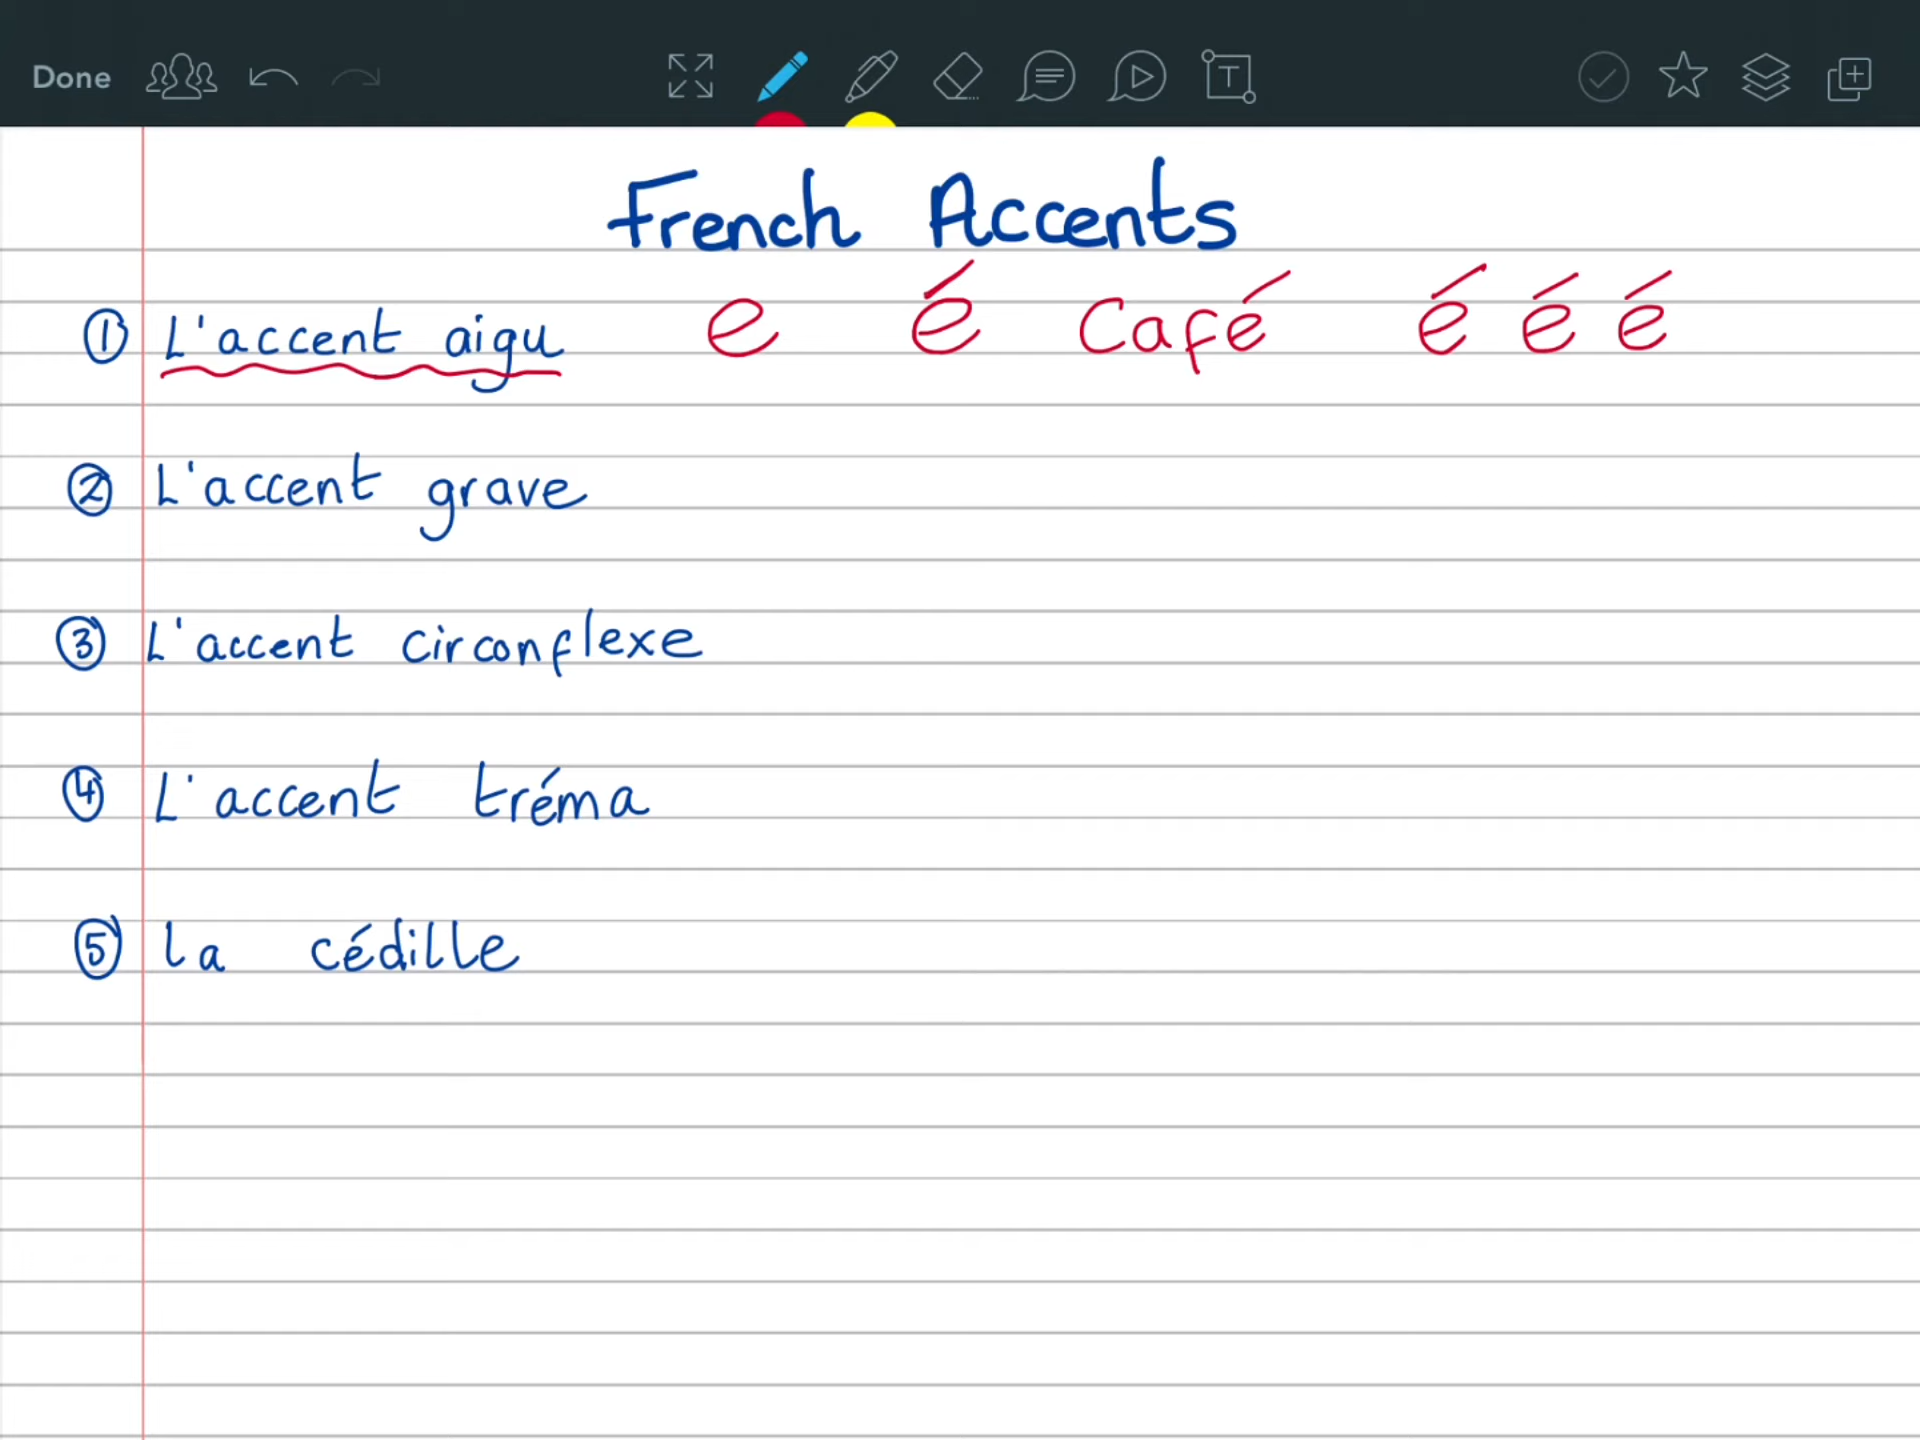 Done
French Accents
① L'accent aigu e é Café é é é
② L'accent grave
③ L'accent circonflexe
④ L'accent tréma
⑤ la cédille